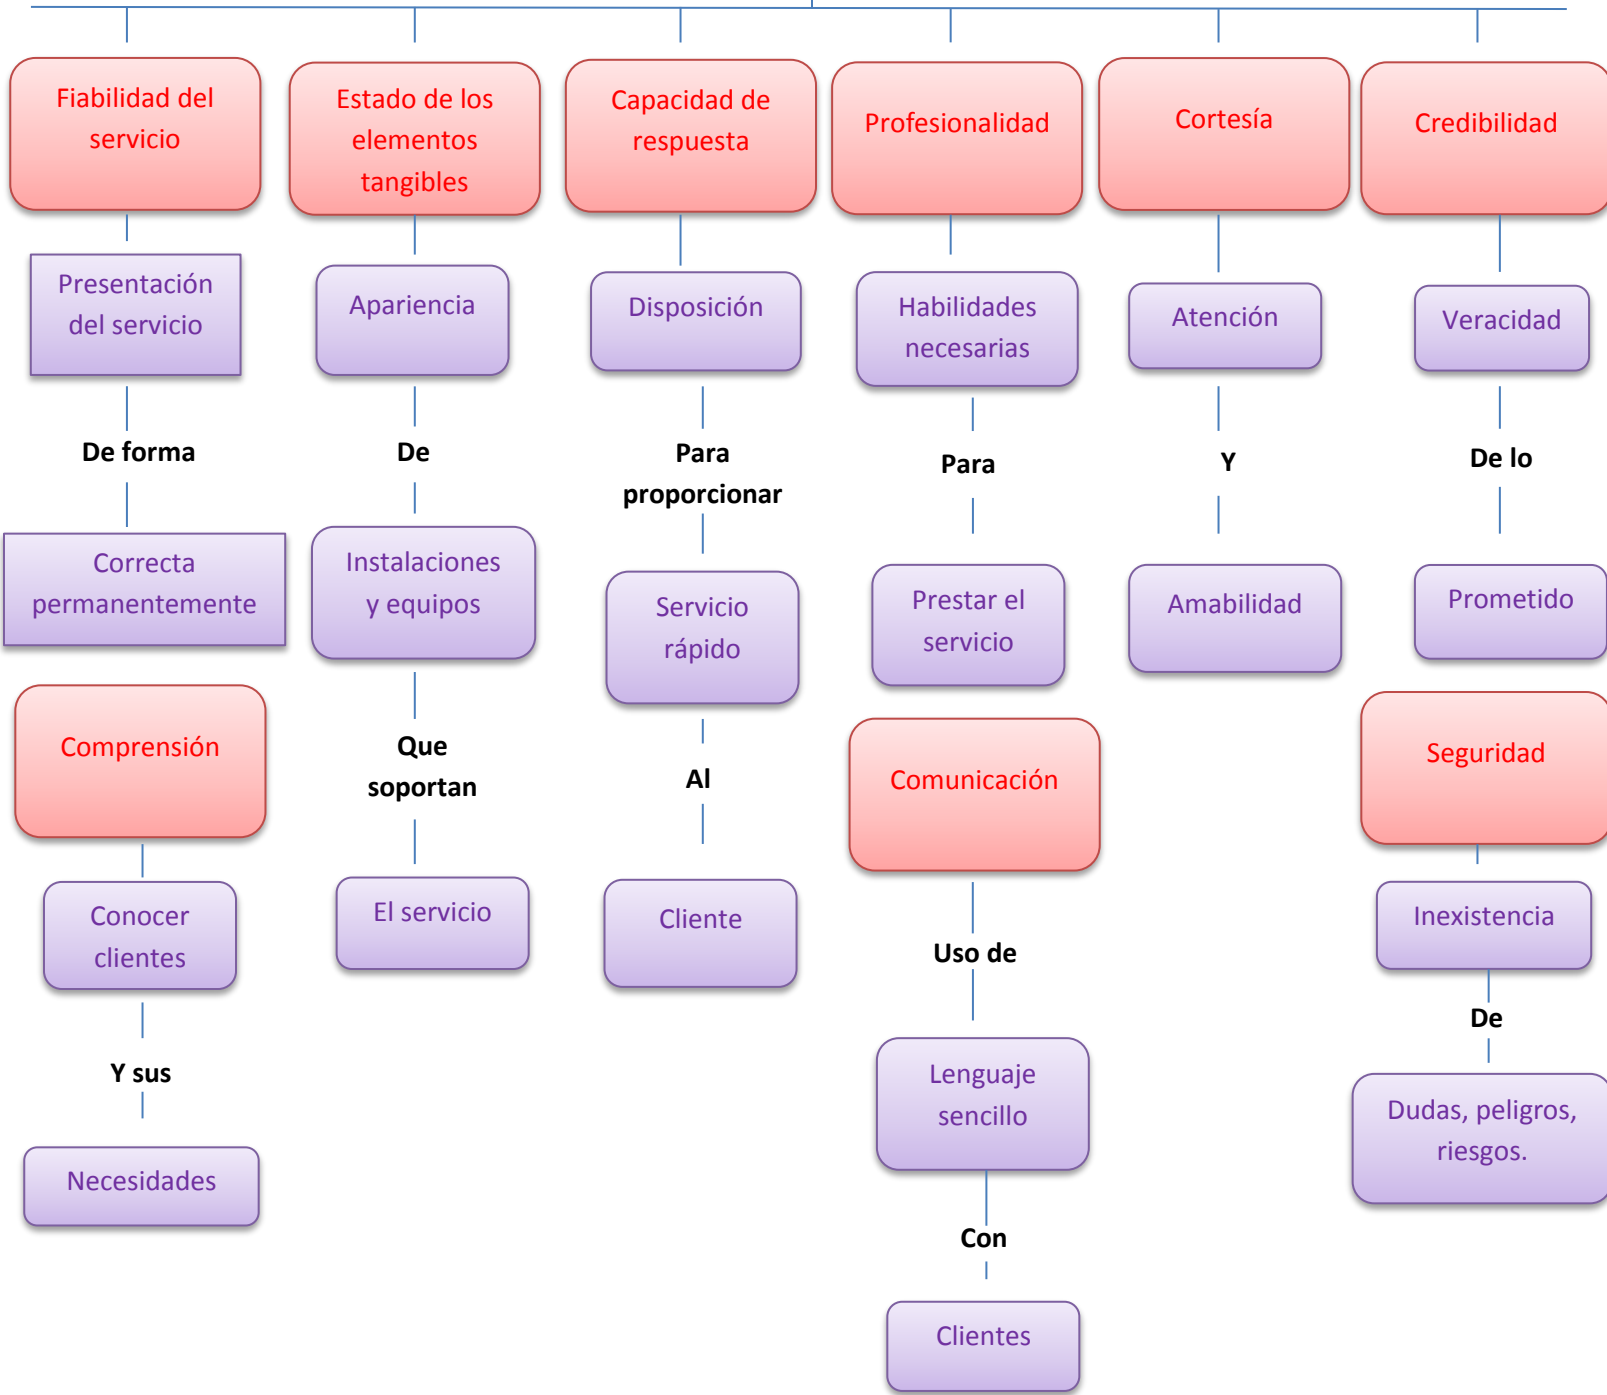 Fiabilidad del
servicio
Presentación
del servicio
De forma
Correcta
permanentemente
Comprensión
Conocer
clientes
Y sus
Necesidades
Estado de los
elementos
tangibles
Apariencia
De
Instalaciones
y equipos
Que
soportan
El servicio
Capacidad de
respuesta
Disposición
Para
proporcionar
Servicio
rápido
Al
Cliente
Profesionalidad
Habilidades
necesarias
Para
Prestar el
servicio
Comunicación
Uso de
Lenguaje
sencillo
Con
Clientes
Cortesía
Atención
Y
Amabilidad
Credibilidad
Veracidad
De lo
Prometido
Seguridad
Inexistencia
De
Dudas, peligros,
riesgos.